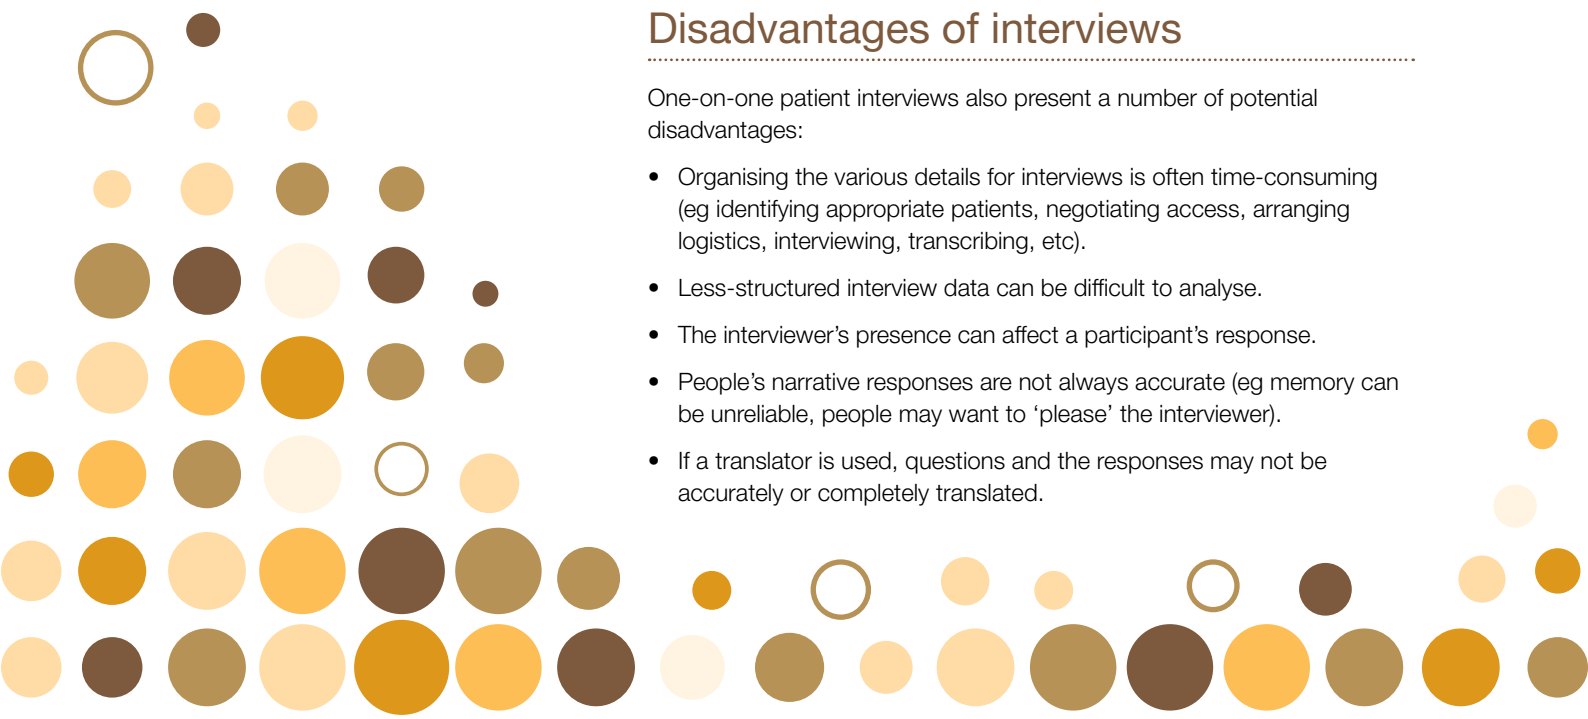 Disadvantages of interviews
One-on-one patient interviews also present a number of potential
disadvantages:
• Organising the various details for interviews is often time-consuming
(eg identifying appropriate patients, negotiating access, arranging
logistics, interviewing, transcribing, etc).
• Less-structured interview data can be difficult to analyse.
• The interviewer’s presence can affect a participant’s response.
• People’s narrative responses are not always accurate (eg memory can
be unreliable, people may want to ‘please’ the interviewer).
• If a translator is used, questions and the responses may not be
accurately or completely translated.